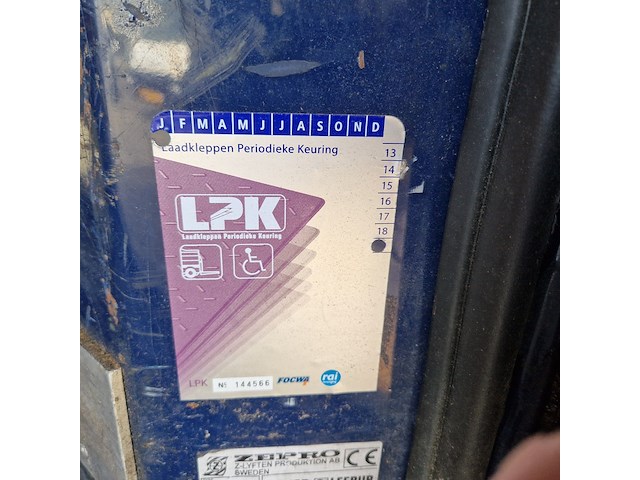 J F M A M J J A S O N D
Laadkleppen Periodieke Keuring
13
14
15
16
17
18
LPK
Laadkleppen Periodieke Keuring
LPK Nº 144566 FOCWA rai
ZEPRO CE
Z-LYFTEN PRODUKTION AB
SWEDEN